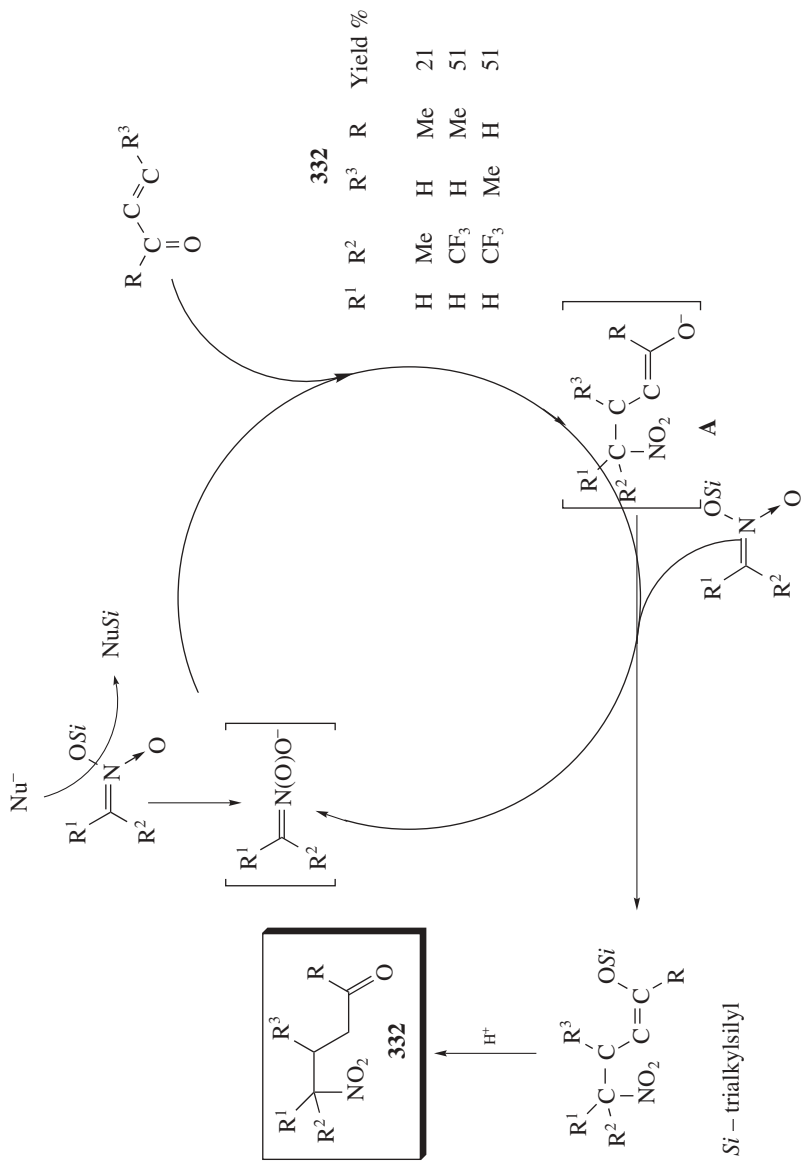 Nu⁻
NuSi
R¹
R²
N
OSi
O
R¹
R²
N(O)O⁻
R
C
O
C
C
R³
332
R¹ R² R³ R Yield %
H Me H Me 21
H CF₃ H Me 51
H CF₃ Me H 51
R¹
R²
C
NO₂
C
R³
C
R
O⁻
A
R¹
R²
N
OSi
O
R¹
R²
NO₂
R³
R
O
332
H⁺
R¹
R²
C
NO₂
C
R³
C
C
OSi
R
Si – trialkylsilyl